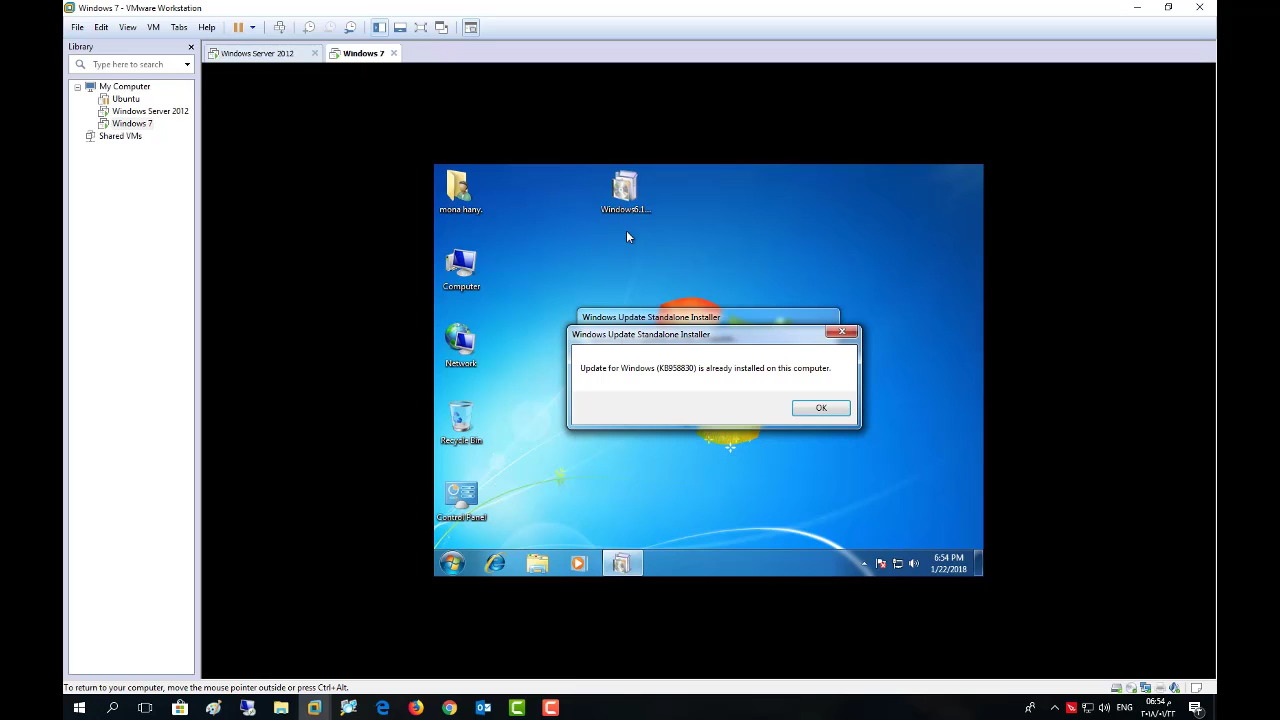 Windows 7 - VMware Workstation
File Edit View VM Tabs Help
Library
Type here to search
My Computer
Ubuntu
Windows Server 2012
Windows 7
Shared VMs
Windows Server 2012
Windows 7
mona hany.
Windows6.1...
Computer
Network
Recycle Bin
Control Panel
Windows Update Standalone Installer
Windows Update Standalone Installer
Update for Windows (KB958830) is already installed on this computer.
OK
6:54 PM
1/22/2018
To return to your computer, move the mouse pointer outside or press Ctrl+Alt.
ENG